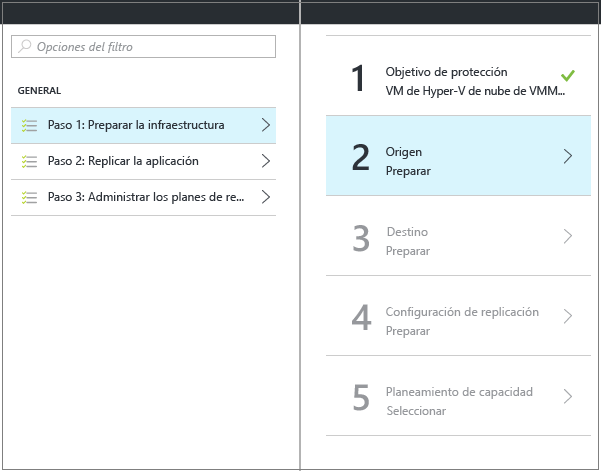 Opciones del filtro
GENERAL
Paso 1: Preparar la infraestructura
Paso 2: Replicar la aplicación
Paso 3: Administrar los planes de re...
1
Objetivo de protección
VM de Hyper-V de nube de VMM...
2
Origen
Preparar
3
Destino
Preparar
4
Configuración de replicación
Preparar
5
Planeamiento de capacidad
Seleccionar